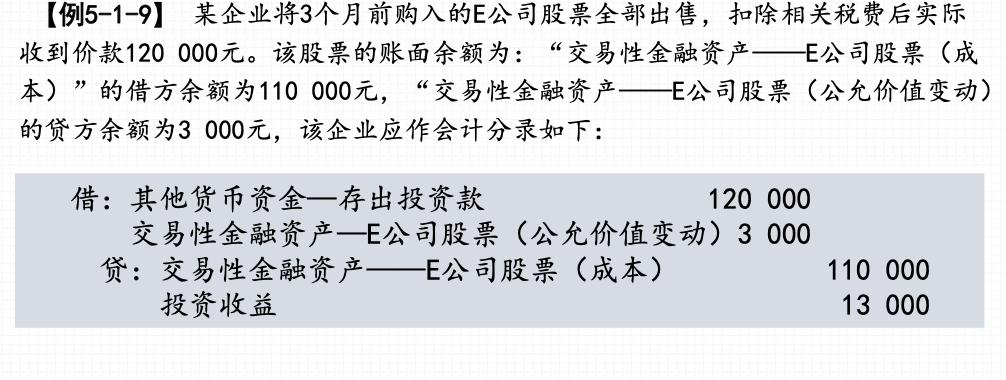 【例5-1-9】 某企业将3个月前购入的E公司股票全部出售，扣除相关税费后实际
收到价款120 000元。该股票的账面余额为：“交易性金融资产——E公司股票（成
本）”的借方余额为110 000元，“交易性金融资产——E公司股票（公允价值变动）
的贷方余额为3 000元，该企业应作会计分录如下：
借：其他货币资金—存出投资款 120 000
交易性金融资产—E公司股票（公允价值变动）3 000
贷：交易性金融资产——E公司股票（成本） 110 000
投资收益 13 000